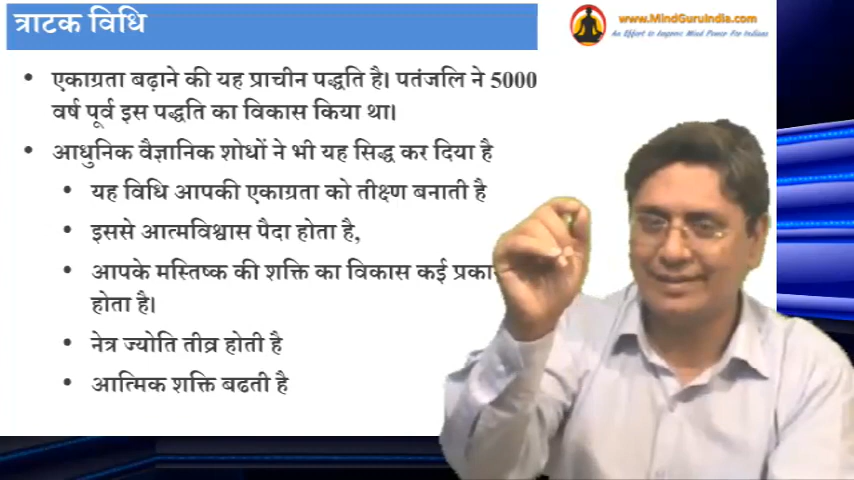 त्राटक विधि
www.MindGuruIndia.com
An Effort to Improve Mind Power For Indians
एकाग्रता बढ़ाने की यह प्राचीन पद्धति है। पतंजलि ने 5000
वर्ष पूर्व इस पद्धति का विकास किया था।
आधुनिक वैज्ञानिक शोधों ने भी यह सिद्ध कर दिया है
यह विधि आपकी एकाग्रता को तीक्ष्ण बनाती है
इससे आत्मविश्वास पैदा होता है,
आपके मस्तिष्क की शक्ति का विकास कई
होता है।
नेत्र ज्योति तीव्र होती है
आत्मिक शक्ति बढती है